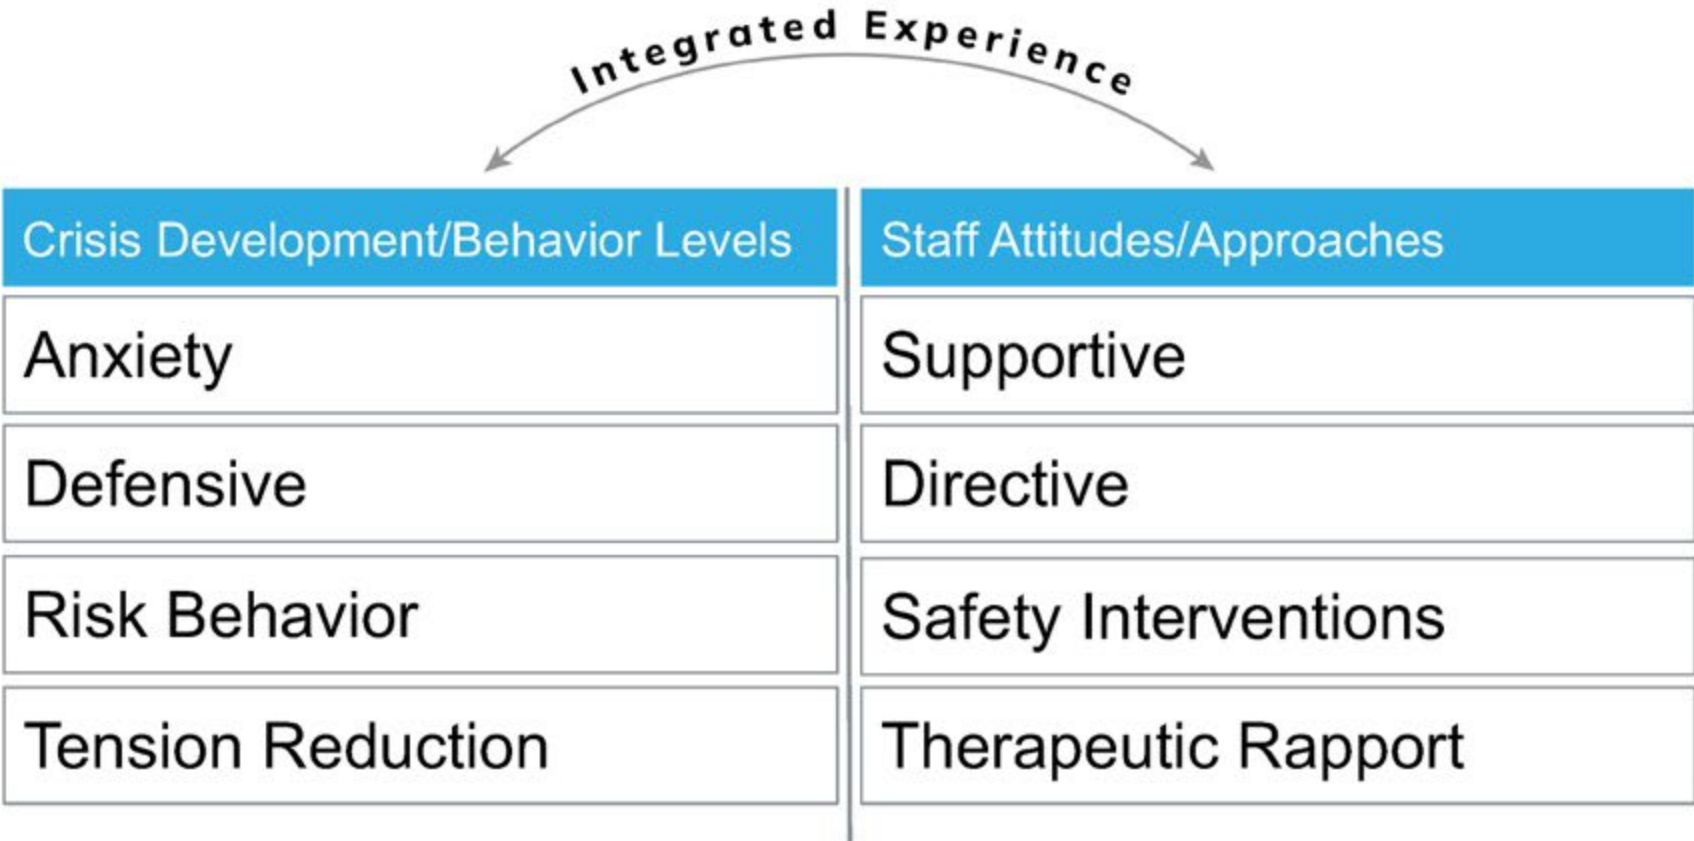 Integrated Experience
Crisis Development/Behavior Levels
Staff Attitudes/Approaches
Anxiety
Supportive
Defensive
Directive
Risk Behavior
Safety Interventions
Tension Reduction
Therapeutic Rapport